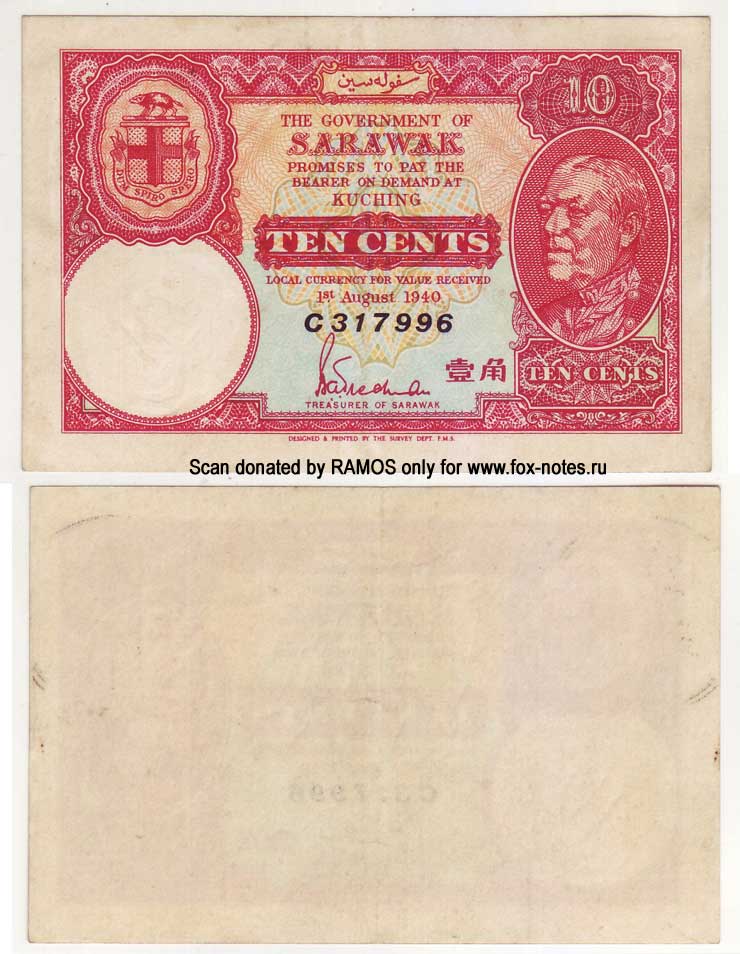 سڤوله سين
10
THE GOVERNMENT OF
SARAWAK
PROMISES TO PAY THE
BEARER ON DEMAND AT
KUCHING
TEN CENTS
LOCAL CURRENCY FOR VALUE RECEIVED
1st August 1940
C 317996
TREASURER OF SARAWAK
DUM SPIRO SPERO
壹角
TEN CENTS
DESIGNED & PRINTED BY THE SURVEY DEPT. F.M.S.
Scan donated by RAMOS only for www.fox-notes.ru